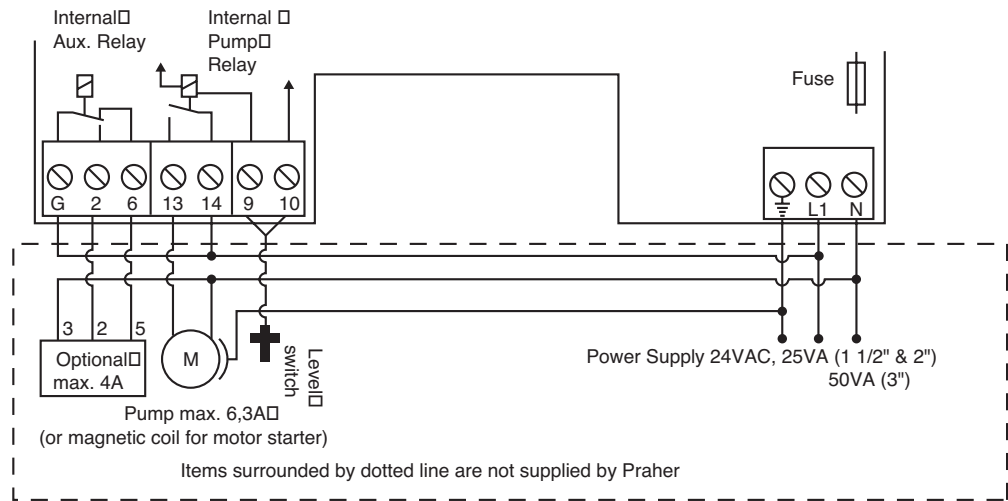 Internal□
Aux. Relay
Internal □
Pump□
Relay
Fuse
G 2 6 13 14 9 10
L1 N
3 2 5
Optional□
max. 4A
M
Level□
switch
Power Supply 24VAC, 25VA (1 1/2" & 2")
50VA (3")
Pump max. 6,3A□
(or magnetic coil for motor starter)
Items surrounded by dotted line are not supplied by Praher